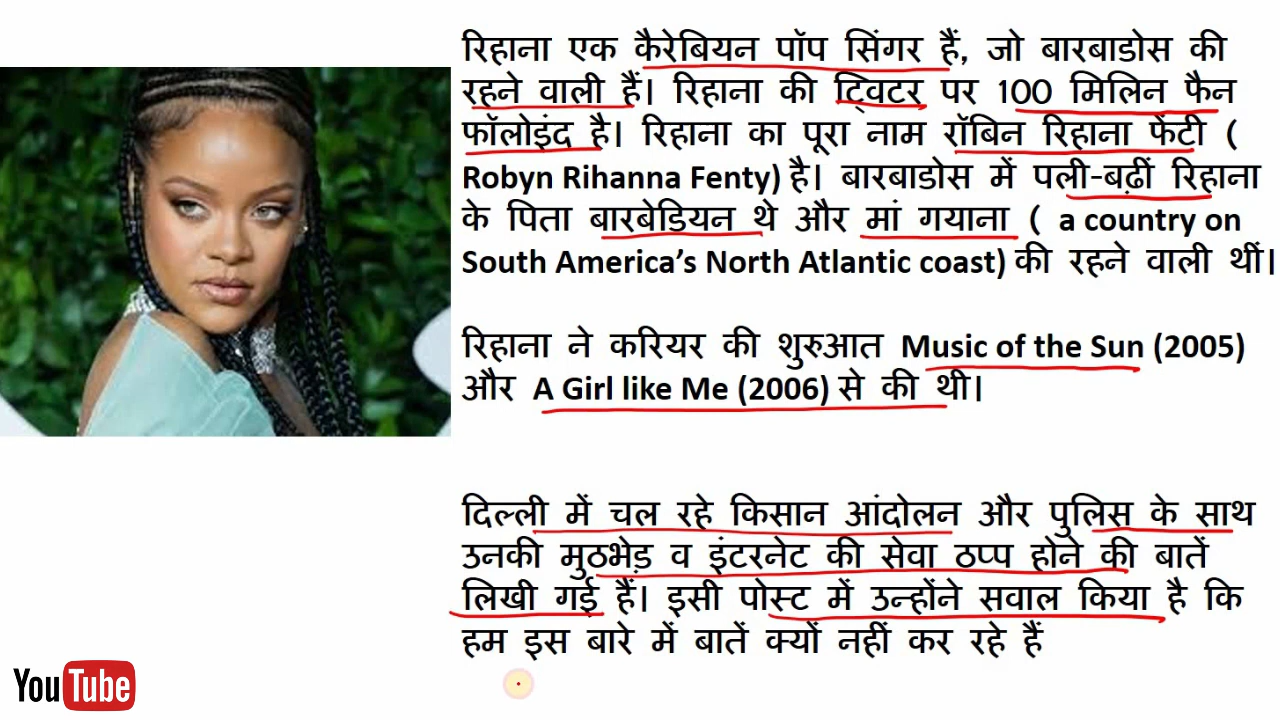 रिहाना एक कैरेबियन पॉप सिंगर हैं, जो बारबाडोस की
रहने वाली हैं। रिहाना की ट्विटर पर 100 मिलिन फैन
फॉलोइंद है। रिहाना का पूरा नाम रॉबिन रिहाना फेंटी (
Robyn Rihanna Fenty) है। बारबाडोस में पली-बढ़ीं रिहाना
के पिता बारबेडियन थे और मां गयाना ( a country on
South America’s North Atlantic coast) की रहने वाली थीं।
रिहाना ने करियर की शुरुआत Music of the Sun (2005)
और A Girl like Me (2006) से की थी।
दिल्ली में चल रहे किसान आंदोलन और पुलिस के साथ
उनकी मुठभेड़ व इंटरनेट की सेवा ठप्प होने की बातें
लिखी गई हैं। इसी पोस्ट में उन्होंने सवाल किया है कि
हम इस बारे में बातें क्यों नहीं कर रहे हैं
YouTube